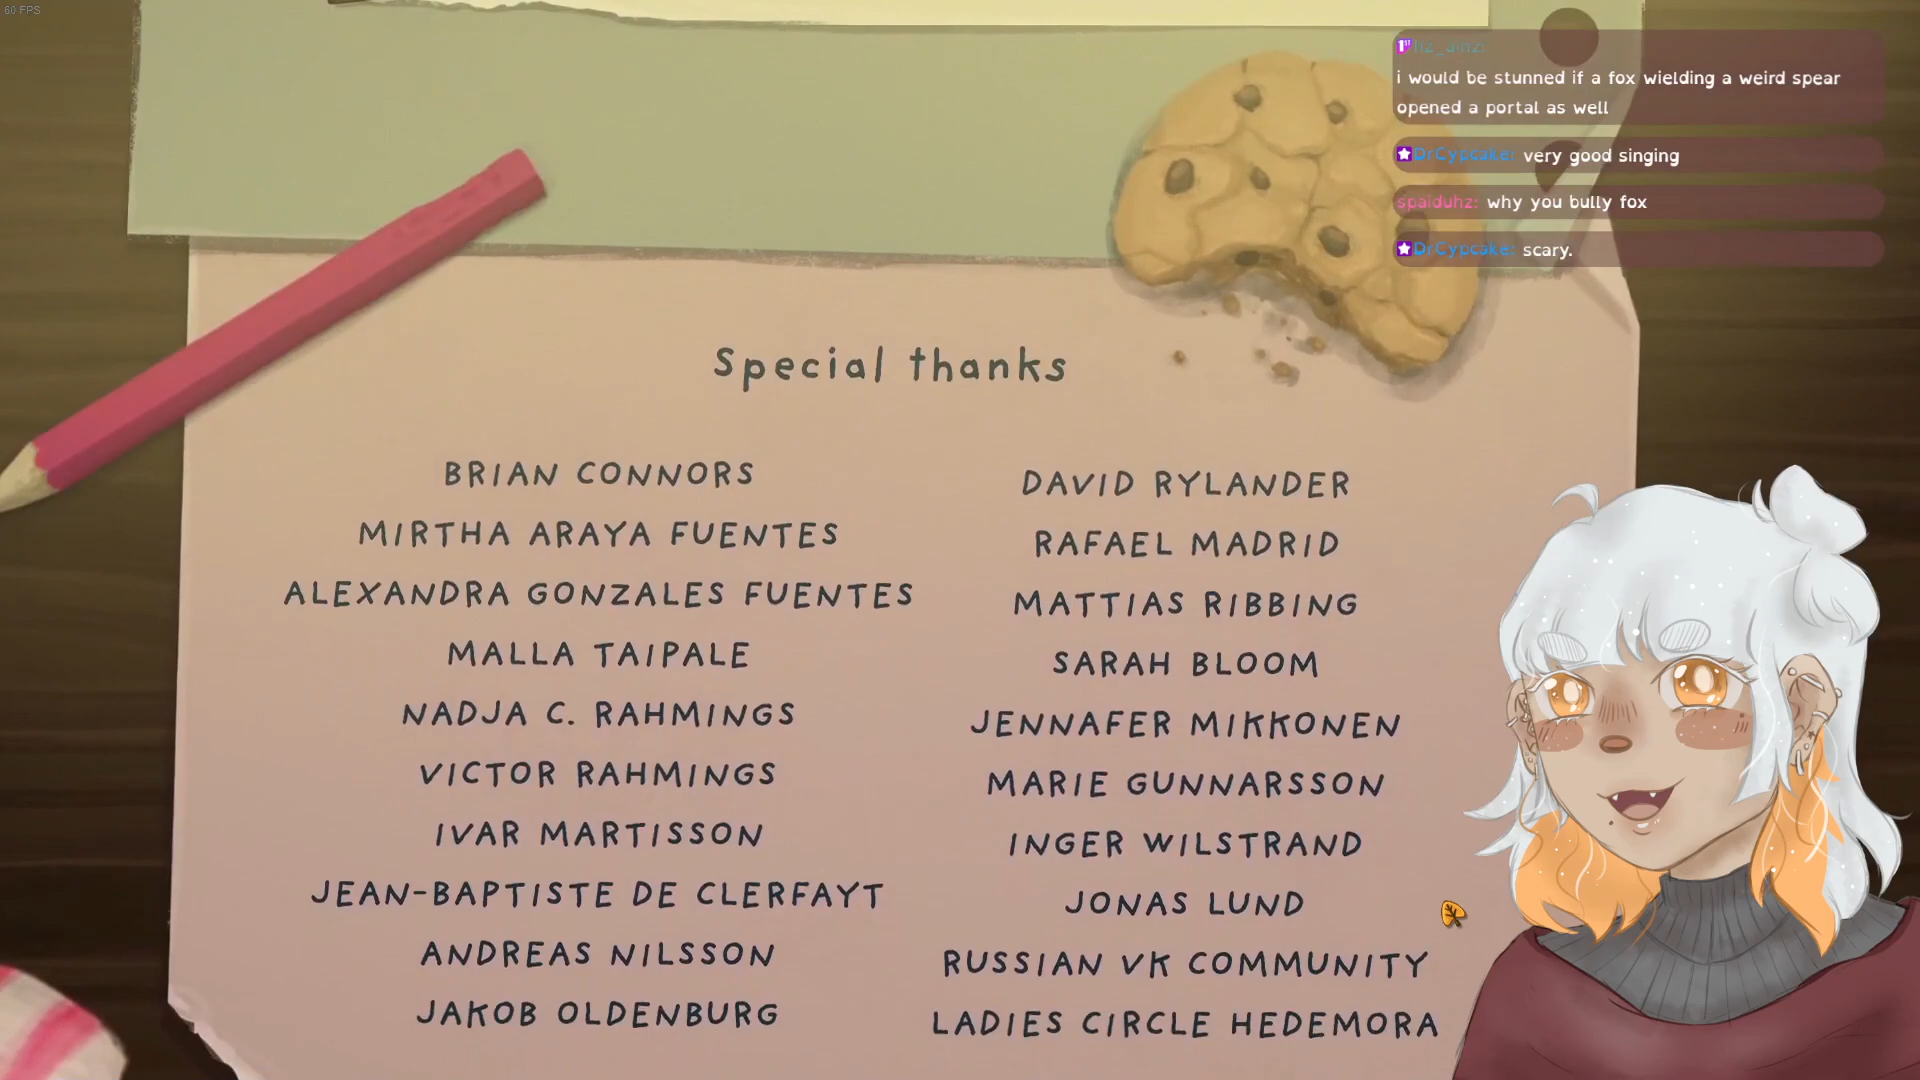 60 FPS
i would be stunned if a fox wielding a weird spear
opened a portal as well
DrCypcake: very good singing
spaiduhz: why you bully fox
DrCypcake: scary.
Special thanks
BRIAN CONNORS
MIRTHA ARAYA FUENTES
ALEXANDRA GONZALES FUENTES
MALLA TAIPALE
NADJA C. RAHMINGS
VICTOR RAHMINGS
IVAR MARTISSON
JEAN-BAPTISTE DE CLERFAYT
ANDREAS NILSSON
JAKOB OLDENBURG
DAVID RYLANDER
RAFAEL MADRID
MATTIAS RIBBING
SARAH BLOOM
JENNAFER MIKKONEN
MARIE GUNNARSSON
INGER WILSTRAND
JONAS LUND
RUSSIAN VK COMMUNITY
LADIES CIRCLE HEDEMORA